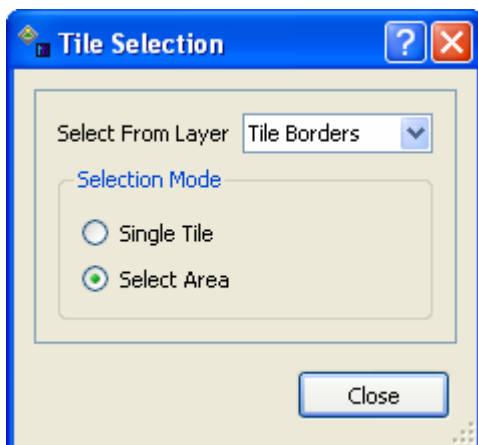 Tile Selection
Select From Layer Tile Borders
Selection Mode
Single Tile
Select Area
Close